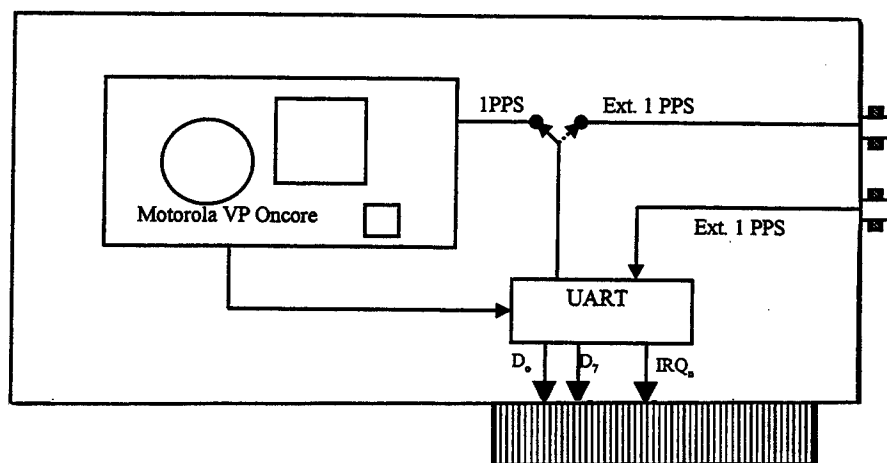 1PPS
Ext. 1 PPS
Motorola VP Oncore
Ext. 1 PPS
UART
D₀
D₇
IRQₙ